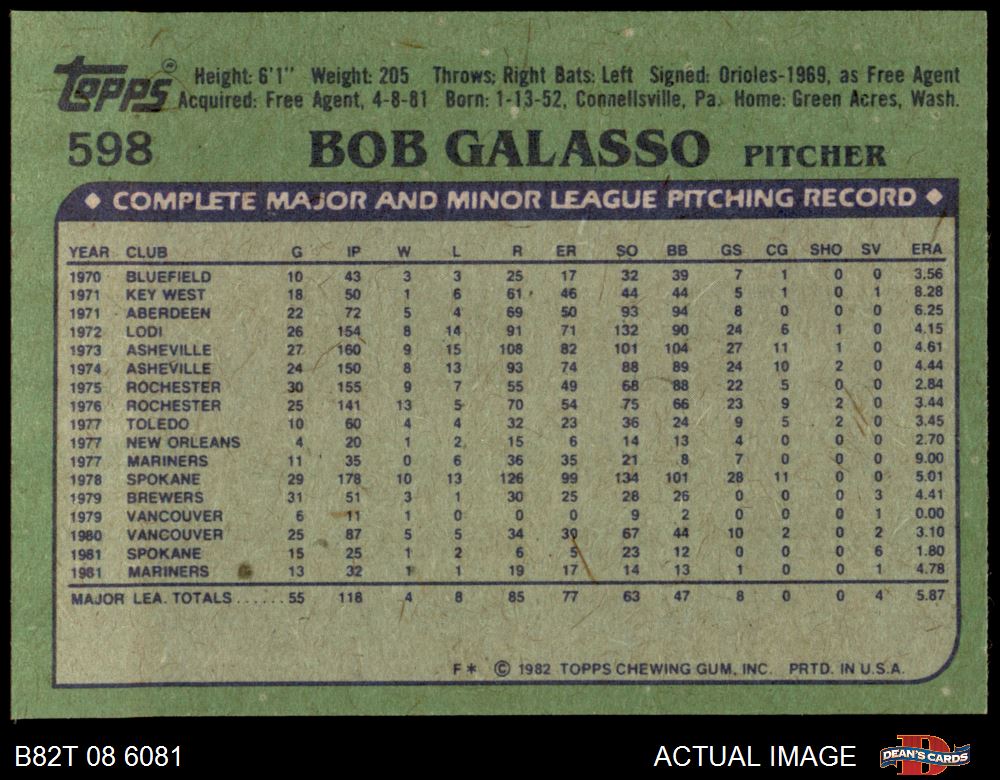 TOPPS® Height: 6'1" Weight: 205 Throws: Right Bats: Left Signed: Orioles-1969, as Free Agent
Acquired: Free Agent, 4-8-81 Born: 1-13-52, Connellsville, Pa. Home: Green Acres, Wash.
598 BOB GALASSO PITCHER
◆ COMPLETE MAJOR AND MINOR LEAGUE PITCHING RECORD ◆
YEAR CLUB G IP W L R ER SO BB GS CG SHO SV ERA
1970 BLUEFIELD 10 43 3 3 25 17 32 39 7 1 0 0 3.56
1971 KEY WEST 18 50 1 6 61 46 44 44 5 1 0 1 8.28
1971 ABERDEEN 22 72 5 4 69 50 93 94 8 0 0 0 6.25
1972 LODI 26 154 8 14 91 71 132 90 24 6 1 0 4.15
1973 ASHEVILLE 27 160 9 15 108 82 101 104 27 11 1 0 4.61
1974 ASHEVILLE 24 150 8 13 93 74 88 89 24 10 2 0 4.44
1975 ROCHESTER 30 155 9 7 55 49 68 88 22 5 0 0 2.84
1976 ROCHESTER 25 141 13 5 70 54 75 66 23 9 2 0 3.44
1977 TOLEDO 10 60 4 4 32 23 36 24 9 5 2 0 3.45
1977 NEW ORLEANS 4 20 1 2 15 6 14 13 4 0 0 0 2.70
1977 MARINERS 11 35 0 6 36 35 21 8 7 0 0 0 9.00
1978 SPOKANE 29 178 10 13 126 99 134 101 28 11 0 0 5.01
1979 BREWERS 31 51 3 1 30 25 28 26 0 0 0 3 4.41
1979 VANCOUVER 6 11 1 0 0 0 9 2 0 0 0 1 0.00
1980 VANCOUVER 25 87 5 5 34 30 67 44 10 2 0 2 3.10
1981 SPOKANE 15 25 1 2 6 5 23 12 0 0 0 6 1.80
1981 MARINERS 13 32 1 1 19 17 14 13 1 0 0 1 4.78
MAJOR LEA. TOTALS......55 118 4 8 85 77 63 47 8 0 0 4 5.87
F* © 1982 TOPPS CHEWING GUM, INC. PRTD. IN U.S.A.
B82T 08 6081 ACTUAL IMAGE D DEAN'S CARDS